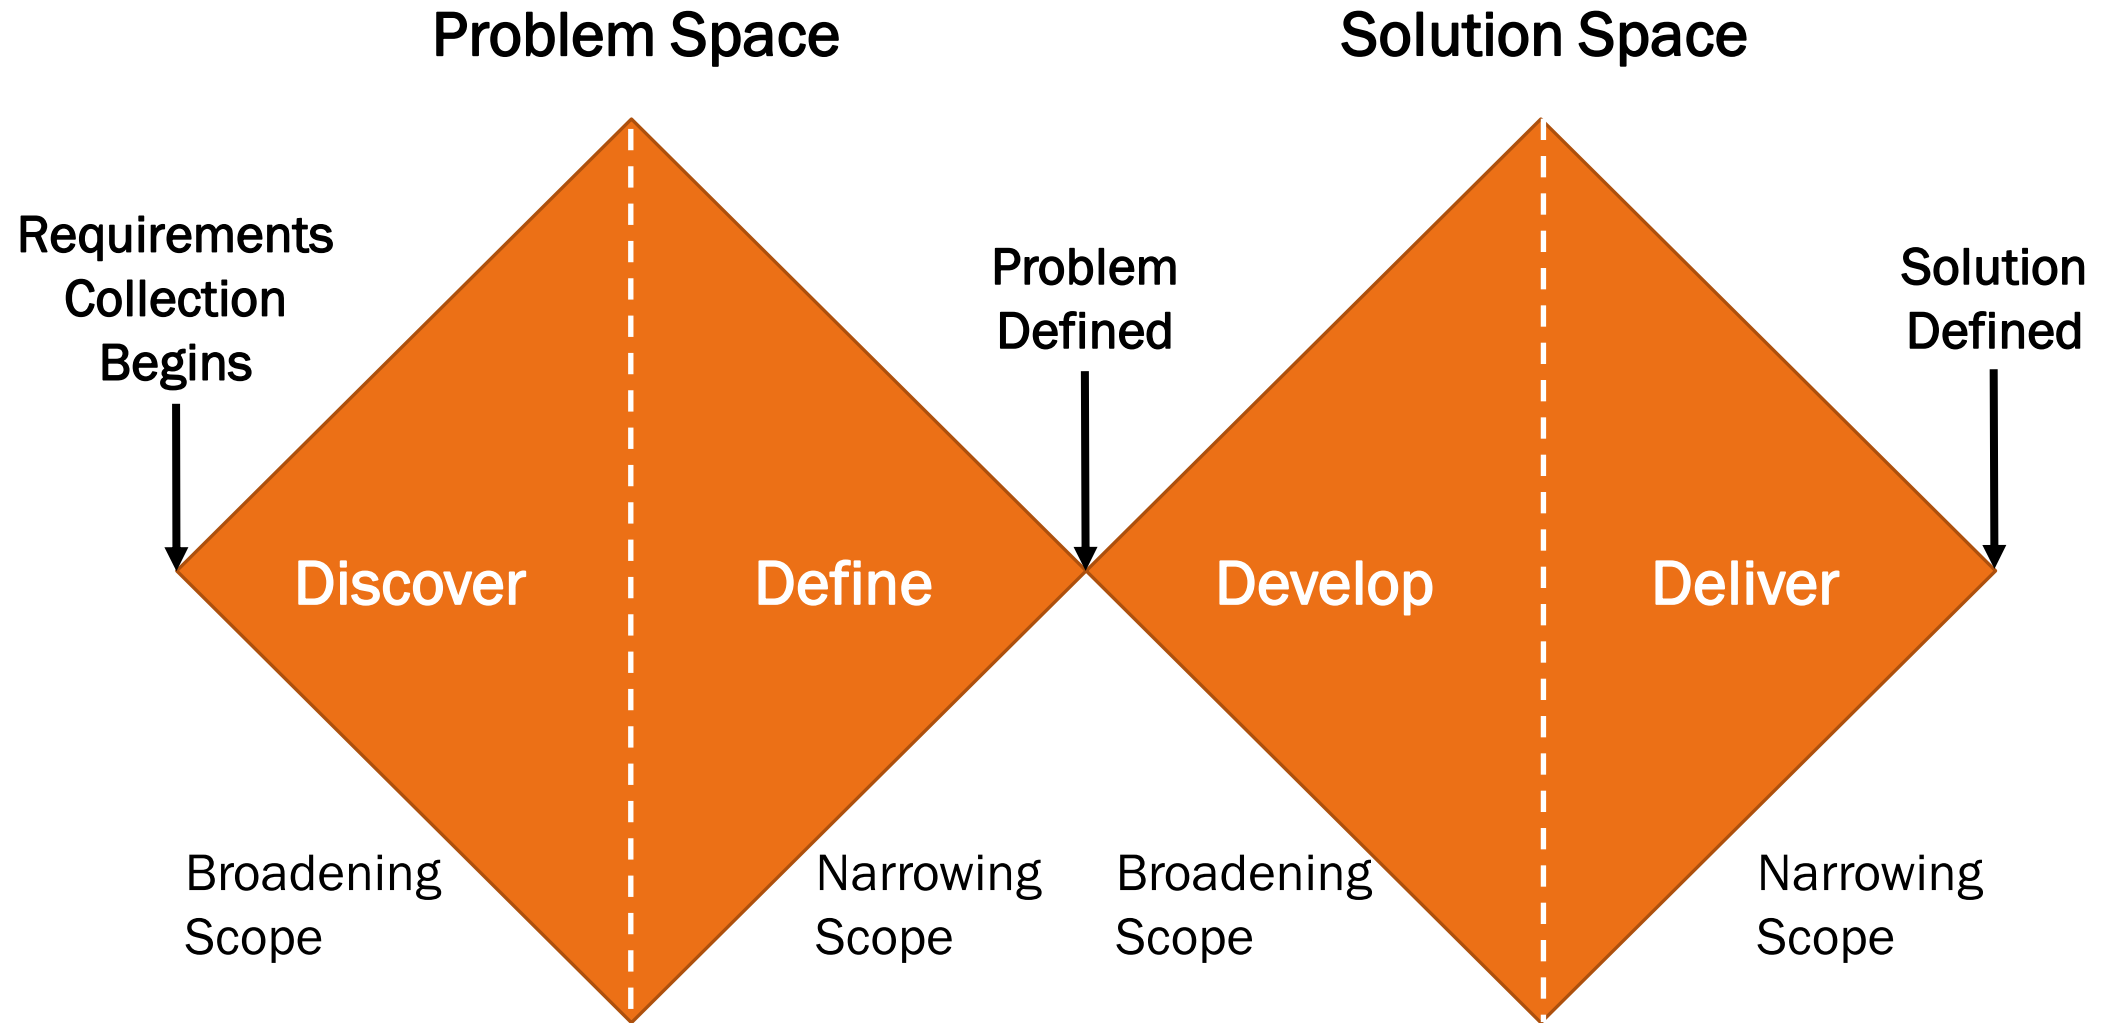 Problem Space
Solution Space
Requirements
Collection
Begins
Problem
Defined
Solution
Defined
Discover
Define
Develop
Deliver
Broadening
Scope
Narrowing
Scope
Broadening
Scope
Narrowing
Scope